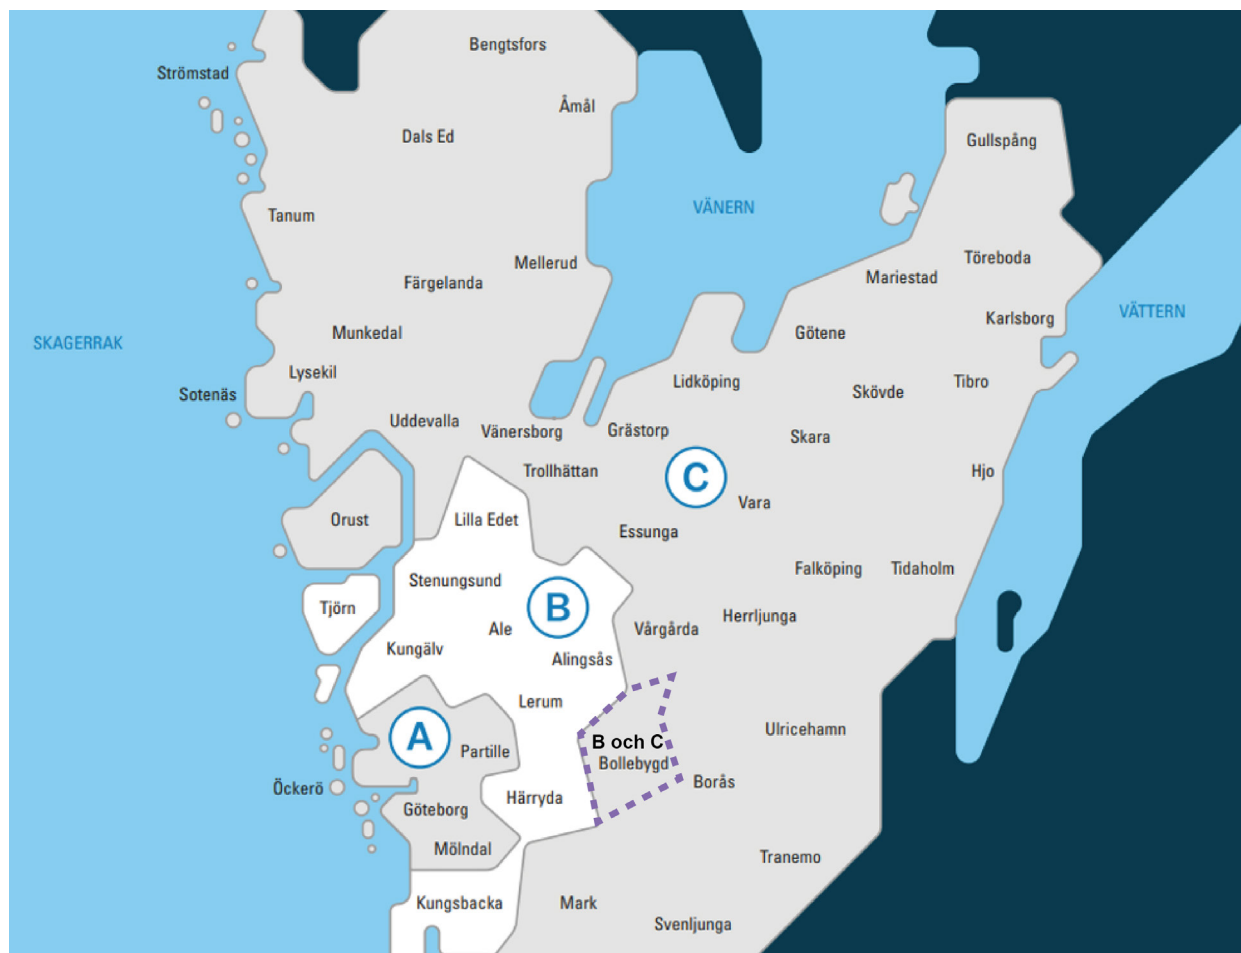 Bengtsfors
Strömstad
Åmål
Dals Ed
Gullspång
VÄNERN
Tanum
Mellerud
Töreboda
Färgelanda
Mariestad
VÄTTERN
Karlsborg
Munkedal
Götene
SKAGERRAK
Lysekil
Lidköping
Tibro
Skövde
Sotenäs
Uddevalla
Vänersborg
Grästorp
Skara
Trollhättan
Hjo
C
Vara
Orust
Lilla Edet
Essunga
Falköping
Tidaholm
Stenungsund
Tjörn
B
Herrljunga
Ale
Vårgårda
Kungälv
Alingsås
Lerum
Ulricehamn
A
B och C
Partille
Bollebygd
Borås
Öckerö
Härryda
Göteborg
Mölndal
Tranemo
Kungsbacka
Mark
Svenljunga